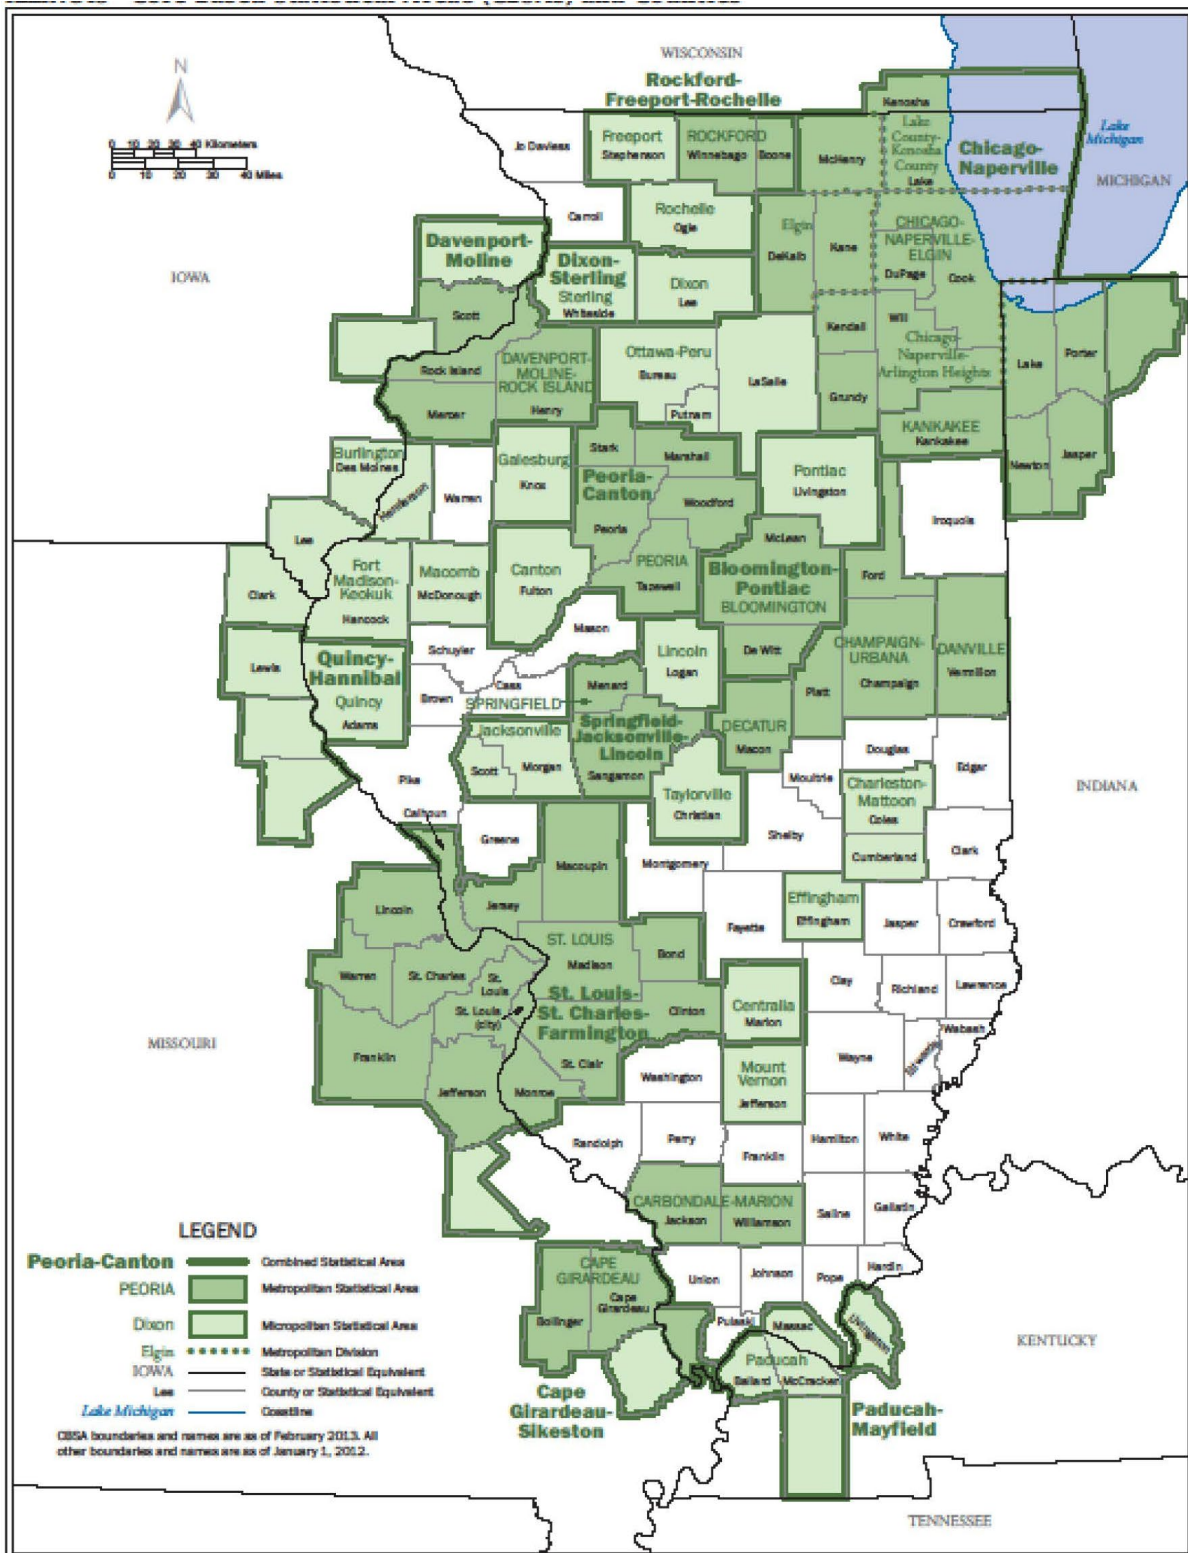 WISCONSIN
N
0 10 20 30 40 Kilometers
0 10 20 40 Miles
Rockford-
Freeport-Rochelle
Kenosha
Lake
County-
Kenosha
County
Lake
Chicago-
Naperville
Lake
Michigan
MICHIGAN
Jo Daviess
Freeport
Stephenson
ROCKFORD
Winnebago
Boone
McHenry
Carroll
Rochelle
Ogle
Elgin
DeKalb
Kane
CHICAGO-
NAPERVILLE-
ELGIN
DuPage
Cook
IOWA
Davenport-
Moline
Dixon-
Sterling
Sterling
Whiteside
Dixon
Lee
Scott
Kendall
Will
Chicago-
Naperville-
Arlington Heights
Lake
Porter
Rock Island
DAVENPORT-
MOLINE-
ROCK ISLAND
Henry
Mercer
Ottawa-Peru
Bureau
LaSalle
Putnam
Grundy
KANKAKEE
Kankakee
Newton
Jasper
Burlington
Des Moines
Henderson
Warren
Galesburg
Knox
Stark
Marshall
Peoria-
Canton
Woodford
Peoria
PEORIA
Tazewell
Pontiac
Livingston
Iroquois
Lee
Clark
Fort
Madison-
Keokuk
Hancock
Macomb
McDonough
Canton
Fulton
McLean
Bloomington-
Pontiac
BLOOMINGTON
Ford
Mason
Lewis
Quincy-
Hannibal
Quincy
Adams
Schuyler
Brown
Cass
Lincoln
Logan
De Witt
CHAMPAIGN-
URBANA
Champaign
Piatt
DANVILLE
Vermilion
SPRINGFIELD
Menard
Springfield-
Jacksonville-
Lincoln
Sangamon
Jacksonville
Scott
Morgan
DECATUR
Macon
Pike
Calhoun
Greene
Taylorville
Christian
Moultrie
Douglas
Edgar
INDIANA
Charleston-
Mattoon
Coles
Cumberland
Clark
Macoupin
Montgomery
Shelby
Lincoln
Jersey
Effingham
Effingham
Fayette
Jasper
Crawford
Warren
St. Charles
St.
Louis
St. Louis
(city)
ST. LOUIS
Madison
Bond
St. Louis-
St. Charles-
Farmington
Clinton
Centralia
Marion
Clay
Richland
Lawrence
Wabash
MISSOURI
Franklin
Jefferson
Monroe
St. Clair
Washington
Mount
Vernon
Jefferson
Wayne
Edwards
Randolph
Perry
Franklin
Hamilton
White
CARBONDALE-MARION
Jackson
Williamson
Saline
Gallatin
CAPE
GIRARDEAU
Cape
Girardeau
Bollinger
Union
Johnson
Pope
Hardin
Pulaski
Massac
Livingston
Paducah
Ballard
McCracken
Cape
Girardeau-
Sikeston
Paducah-
Mayfield
KENTUCKY
TENNESSEE
LEGEND
Peoria-Canton Combined Statistical Area
PEORIA Metropolitan Statistical Area
Dixon Micropolitan Statistical Area
Elgin Metropolitan Division
IOWA State or Statistical Equivalent
Lee County or Statistical Equivalent
Lake Michigan Coastline
CBSA boundaries and names are as of February 2013. All
other boundaries and names are as of January 1, 2012.